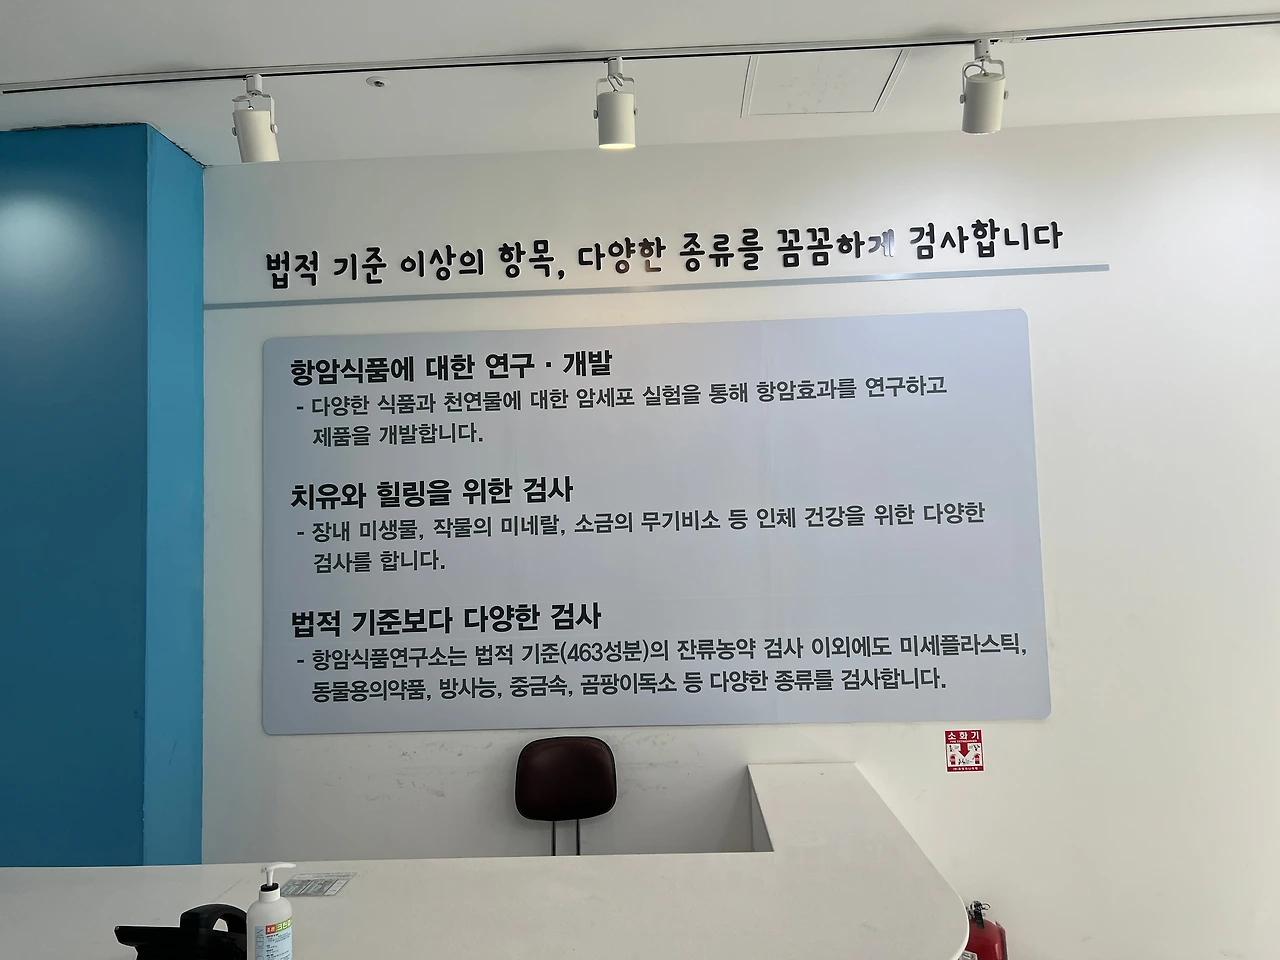 법적 기준 이상의 항목, 다양한 종류를 꼼꼼하게 검사합니다
항암식품에 대한 연구 · 개발
- 다양한 식품과 천연물에 대한 암세포 실험을 통해 항암효과를 연구하고
제품을 개발합니다.
치유와 힐링을 위한 검사
- 장내 미생물, 작물의 미네랄, 소금의 무기비소 등 인체 건강을 위한 다양한
검사를 합니다.
법적 기준보다 다양한 검사
- 항암식품연구소는 법적 기준(463성분)의 잔류농약 검사 이외에도 미세플라스틱,
동물용의약품, 방사능, 중금속, 곰팡이독소 등 다양한 종류를 검사합니다.
소화기